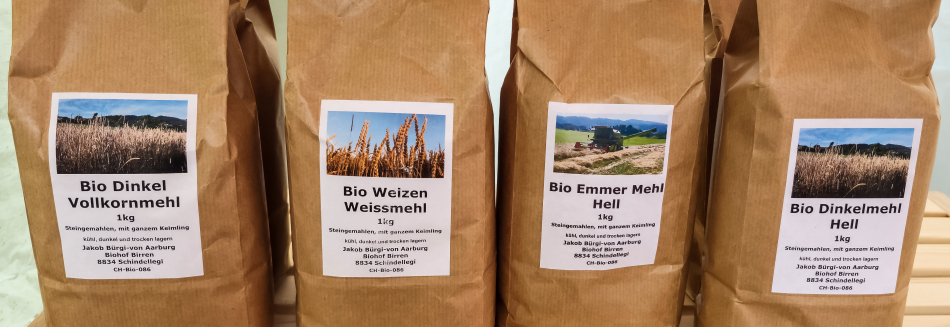 Bio Dinkel
Vollkornmehl
1kg
Steingemahlen, mit ganzem Keimling
kühl, dunkel und trocken lagern
Jakob Bürgi-von Aarburg
Biohof Birren
8834 Schindellegi
CH-Bio-086
Bio Weizen
Weissmehl
1kg
Steingemahlen, mit ganzem Keimling
kühl, dunkel und trocken lagern
Jakob Bürgi-von Aarburg
Biohof Birren
8834 Schindellegi
CH-Bio-086
Bio Emmer Mehl
Hell
1kg
Steingemahlen, mit ganzem Keimling
kühl, dunkel und trocken lagern
Jakob Bürgi-von Aarburg
Biohof Birren
8834 Schindellegi
CH-Bio-086
Bio Dinkelmehl
Hell
1kg
Steingemahlen, mit ganzem Keimling
kühl, dunkel und trocken lagern
Jakob Bürgi-von Aarburg
Biohof Birren
8834 Schindellegi
CH-Bio-086